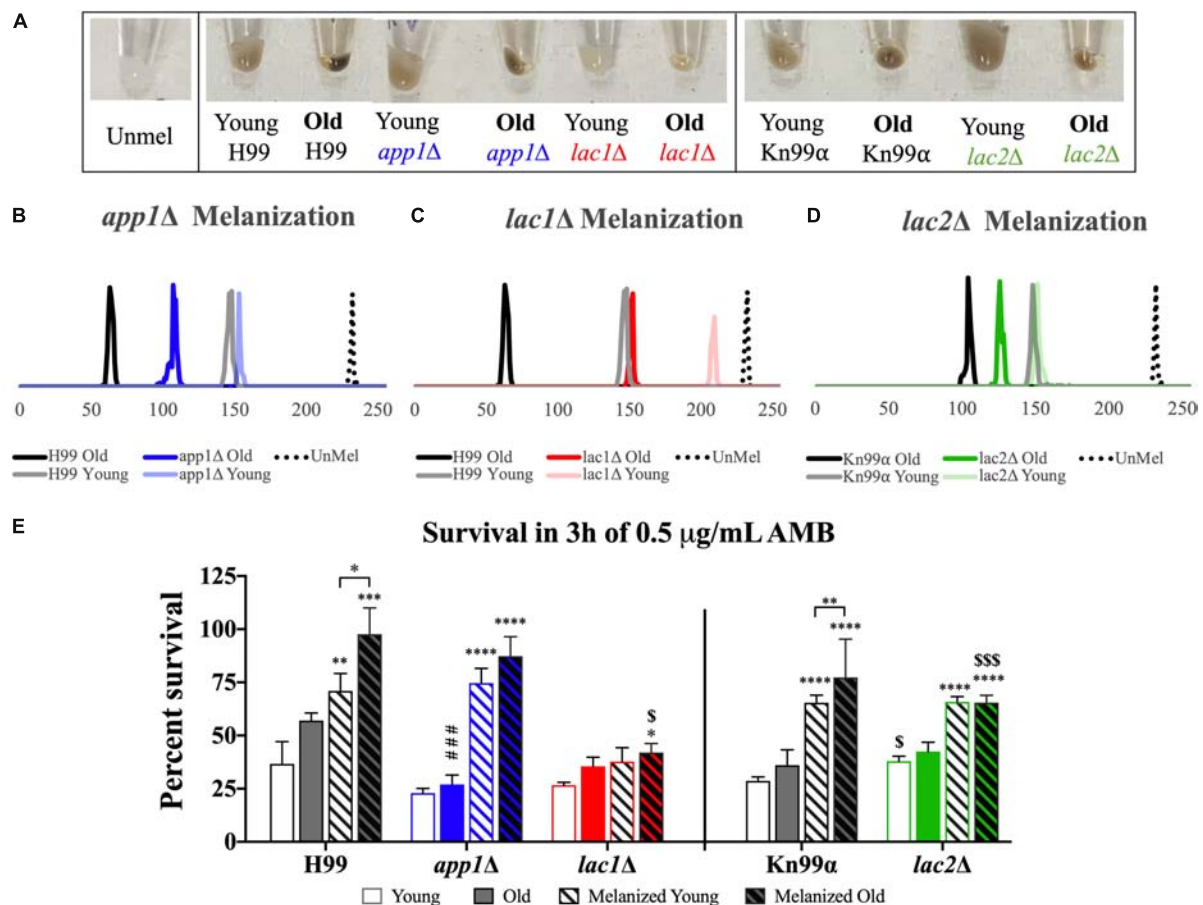 A
Unmel
Young H99
Old H99
Young app1Δ
Old app1Δ
Young lac1Δ
Old lac1Δ
Young Kn99α
Old Kn99α
Young lac2Δ
Old lac2Δ
B
app1Δ Melanization
0 50 100 150 200 250
H99 Old app1Δ Old UnMel
H99 Young app1Δ Young
C
lac1Δ Melanization
0 50 100 150 200 250
H99 Old lac1Δ Old UnMel
H99 Young lac1Δ Young
D
lac2Δ Melanization
0 50 100 150 200 250
Kn99α Old lac2Δ Old UnMel
Kn99α Young lac2Δ Young
E
Survival in 3h of 0.5 μg/mL AMB
Percent survival
125
100
75
50
25
0
** * ***
### **** ****
$ *
**** ** ****
$ **** $$$ ****
H99 app1Δ lac1Δ Kn99α lac2Δ
Young Old Melanized Young Melanized Old